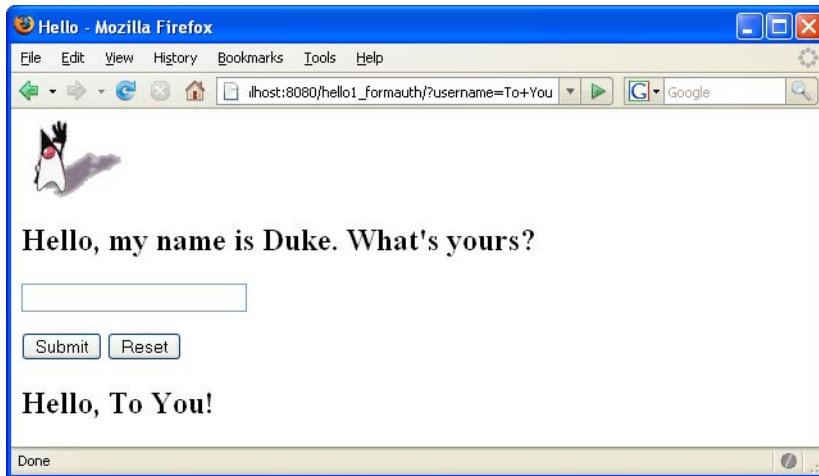 Hello - Mozilla Firefox
File Edit View History Bookmarks Tools Help
lhost:8080/hello1_formauth/?username=To+You G Google
Hello, my name is Duke. What's yours?
Submit Reset
Hello, To You!
Done